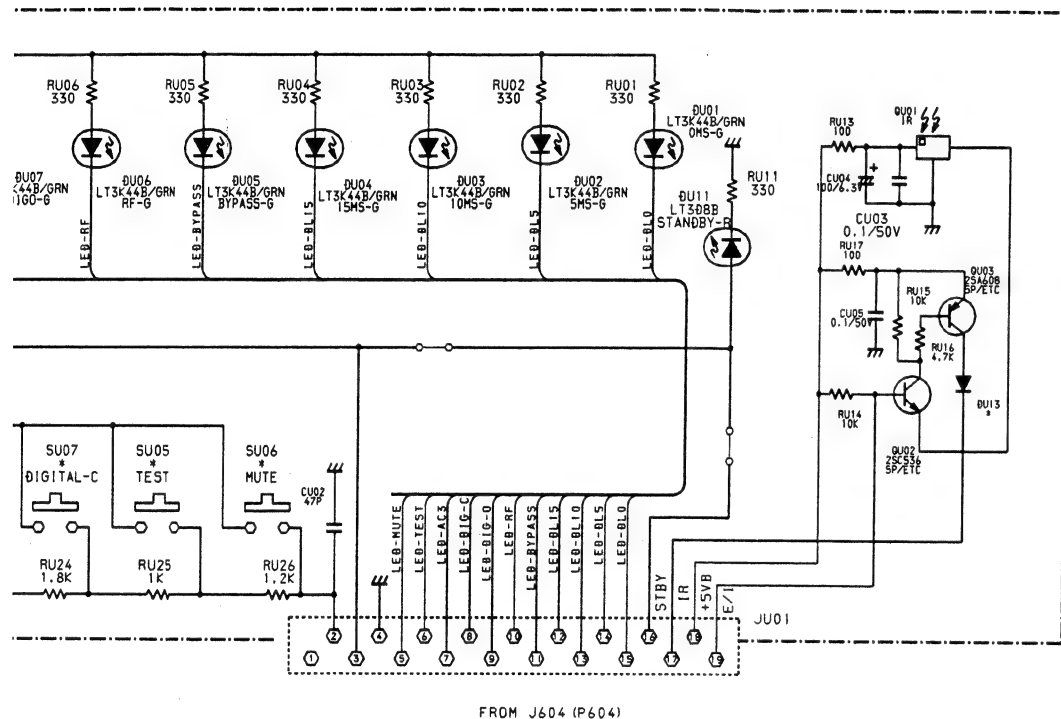 RU06
330
RU05
330
RU04
330
RU03
330
RU02
330
RU01
330
DU01
LT3K44B/GRN
0MS-G
QU01
IR
RU13
100
CU04
100/6.3V
CU03
0.1/50V
DU07
K44B/GRN
DIGO-G
DU06
LT3K44B/GRN
RF-G
DU05
LT3K44B/GRN
BYPASS-G
DU04
LT3K44B/GRN
15MS-G
DU03
LT3K44B/GRN
10MS-G
DU02
LT3K44B/GRN
5MS-G
DU11
LT3D8B
STANDBY-R
RU11
330
LED-RF
LED-BYPASS
LED-DL15
LED-DL10
LED-DL5
LED-DL0
RU17
100
RU15
10K
QU03
2SA608
SP/ETC
CU05
0.1/50V
RU16
4.7K
RU14
10K
DU13
*
QU02
2SC536
SP/ETC
SU07
*
DIGITAL-C
SU05
*
TEST
SU06
*
MUTE
CU02
47P
RU24
1.8K
RU25
1K
RU26
1.2K
LED-MUTE
LED-TEST
LED-AC3
LED-DIG-C
LED-DIG-O
LED-RF
LED-BYPASS
LED-DL15
LED-DL10
LED-DL5
LED-DL0
STBY
IR
+5VB
E/I
JU01
2 4 6 8 10 12 14 16 18
1 3 5 7 9 11 13 15 17 19
FROM J604 (P604)